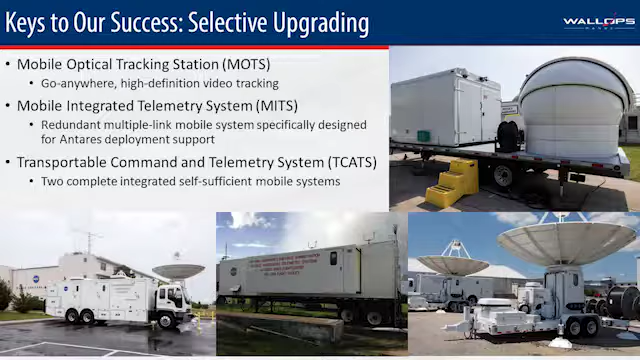 Keys to Our Success: Selective Upgrading
WALLOPS
RANGE
• Mobile Optical Tracking Station (MOTS)
• Go-anywhere, high-definition video tracking
• Mobile Integrated Telemetry System (MITS)
• Redundant multiple-link mobile system specifically designed
for Antares deployment support
• Transportable Command and Telemetry System (TCATS)
• Two complete integrated self-sufficient mobile systems